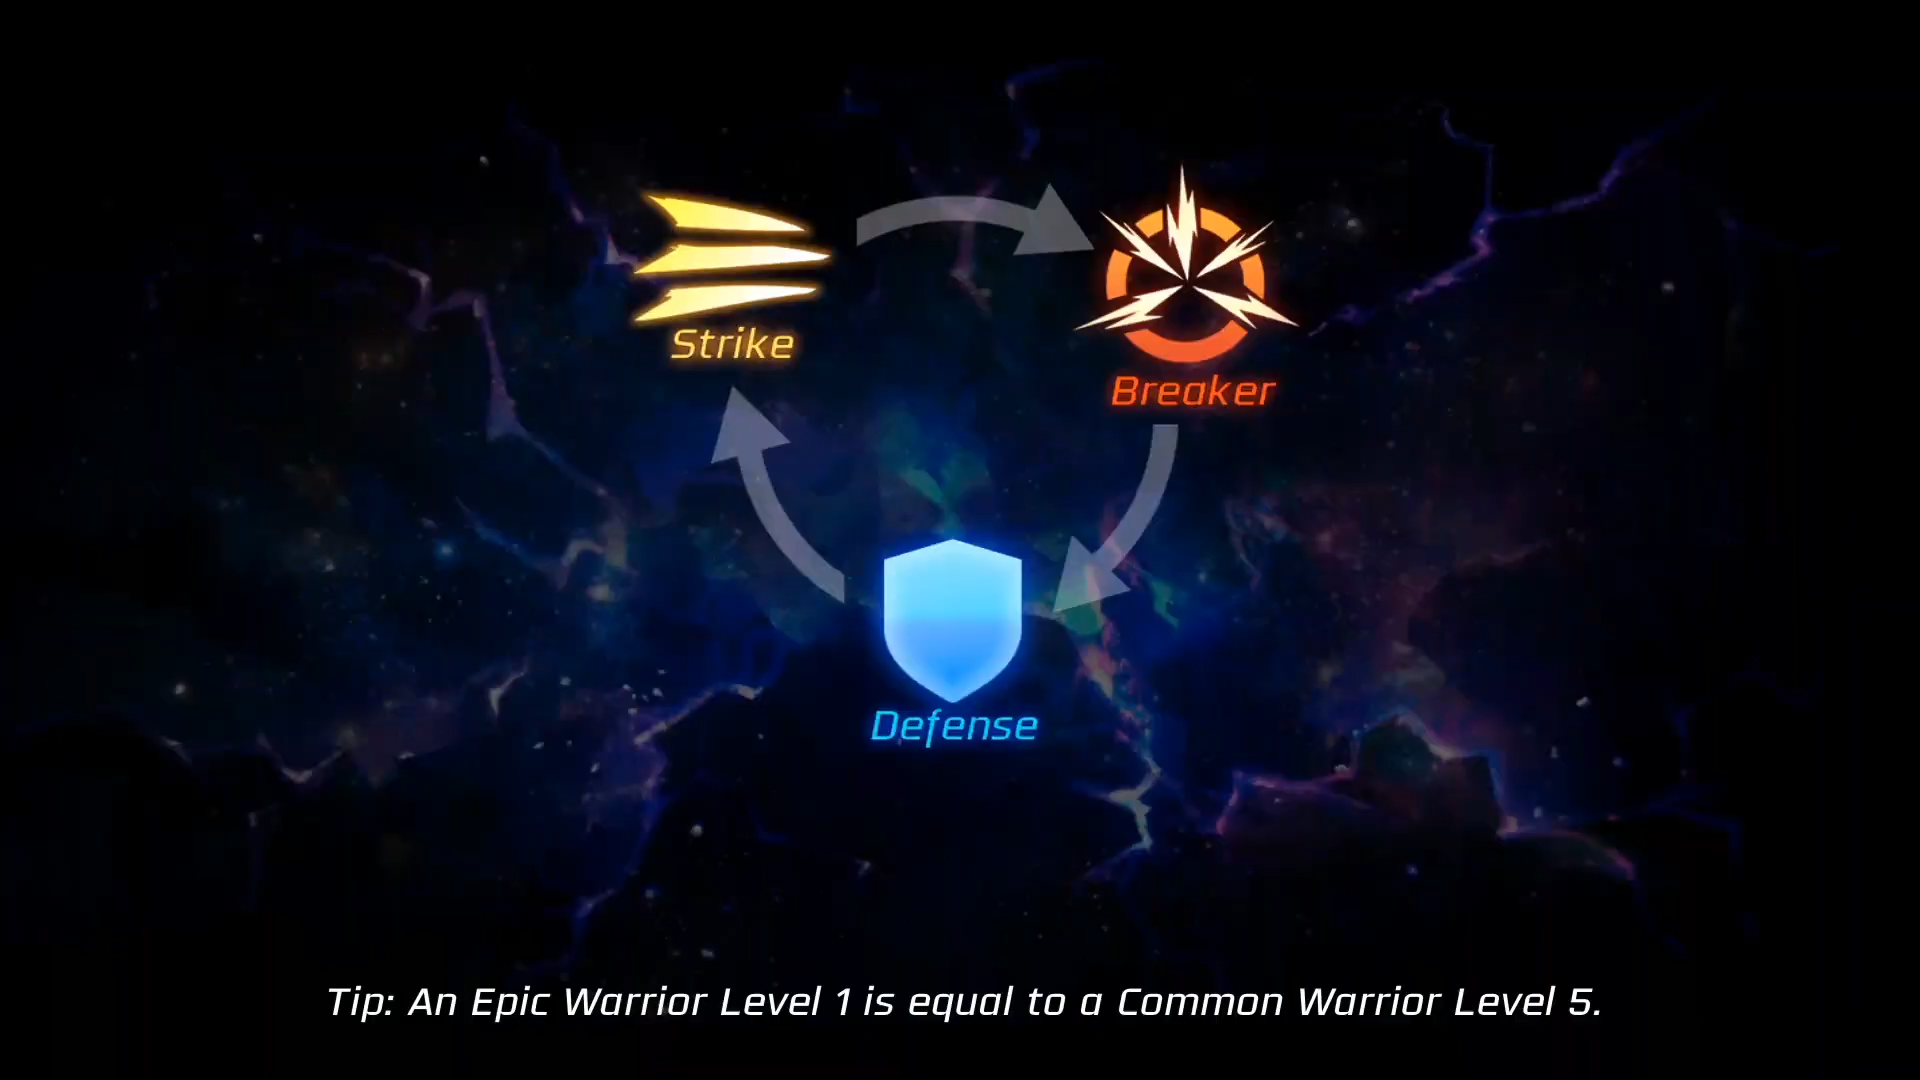 Strike
Breaker
Defense
Tip: An Epic Warrior Level 1 is equal to a Common Warrior Level 5.